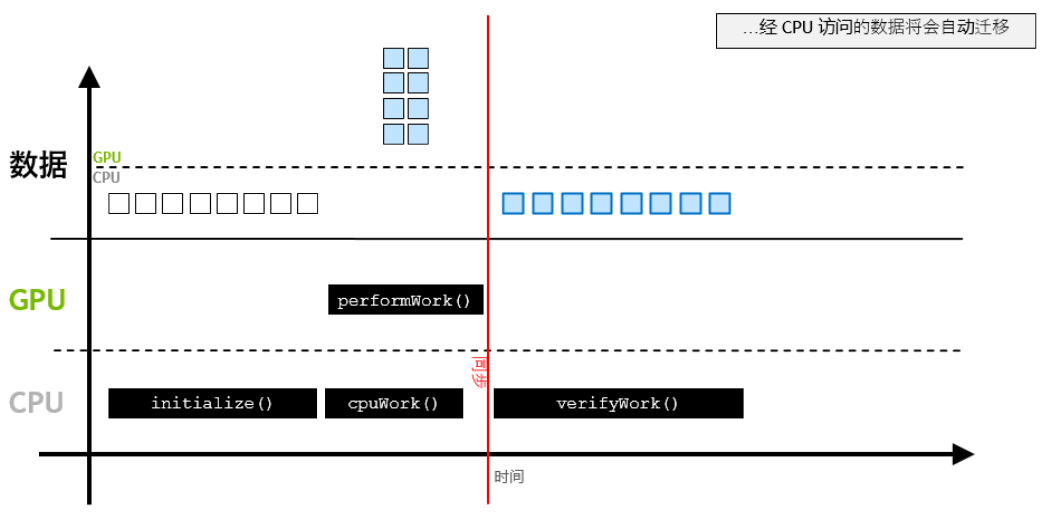 …经 CPU 访问的数据将会自动迁移
数据
GPU
CPU
GPU
performWork()
同步
CPU
initialize()
cpuWork()
verifyWork()
时间